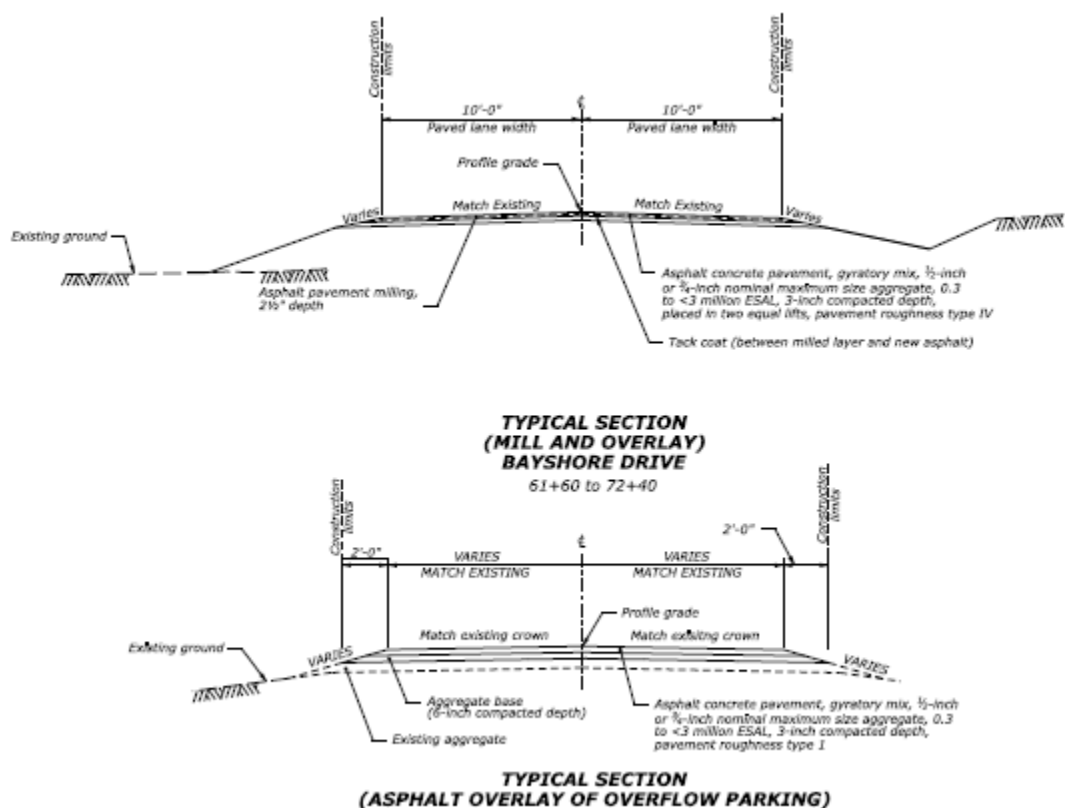 Construction
limits
Construction
limits
10'-0"
Paved lane width
℄
10'-0"
Paved lane width
Profile grade
Varies
Match Existing
Match Existing
Varies
Existing ground
Asphalt pavement milling,
2½" depth
Asphalt concrete pavement, gyratory mix, ½-inch
or ¾-inch nominal maximum size aggregate, 0.3
to <3 million ESAL, 3-inch compacted depth,
placed in two equal lifts, pavement roughness type IV
Tack coat (between milled layer and new asphalt)
TYPICAL SECTION
(MILL AND OVERLAY)
BAYSHORE DRIVE
61+60 to 72+40
Construction
limits
Construction
limits
2'-0"
VARIES
MATCH EXISTING
℄
VARIES
MATCH EXISTING
2'-0"
Profile grade
Match existing crown
Match exisitng crown
Existing ground
VARIES
VARIES
Aggregate base
(6-inch compacted depth)
Existing aggregate
Asphalt concrete pavement, gyratory mix, ½-inch
or ¾-inch nominal maximum size aggregate, 0.3
to <3 million ESAL, 3-inch compacted depth,
pavement roughness type 1
TYPICAL SECTION
(ASPHALT OVERLAY OF OVERFLOW PARKING)